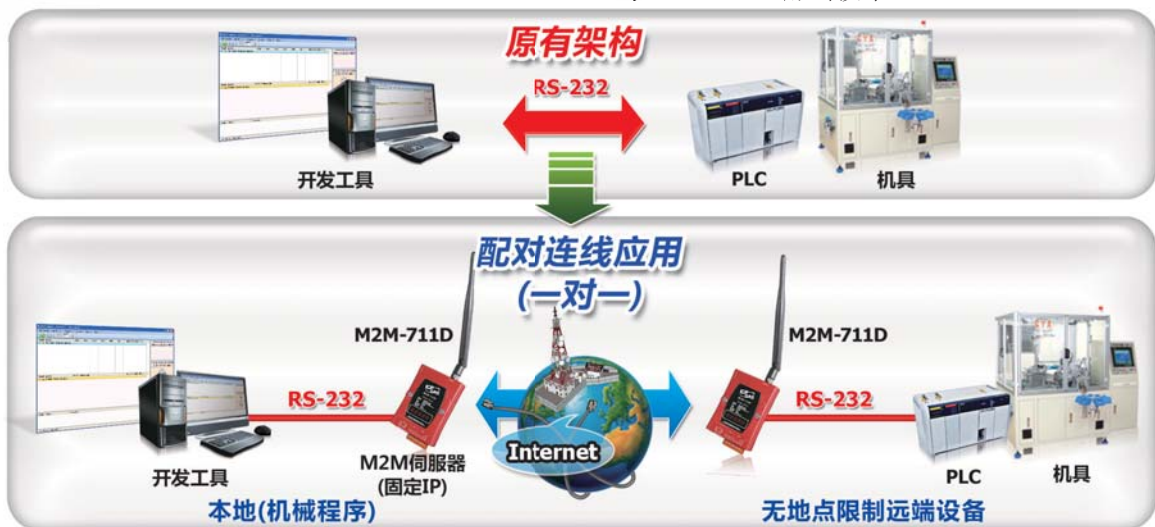 原有架构
RS-232
开发工具
PLC
机具
配对连线应用
(一对一)
M2M-711D
M2M-711D
RS-232
Internet
RS-232
开发工具
M2M伺服器
(固定IP)
PLC
机具
本地(机械程序)
无地点限制远端设备